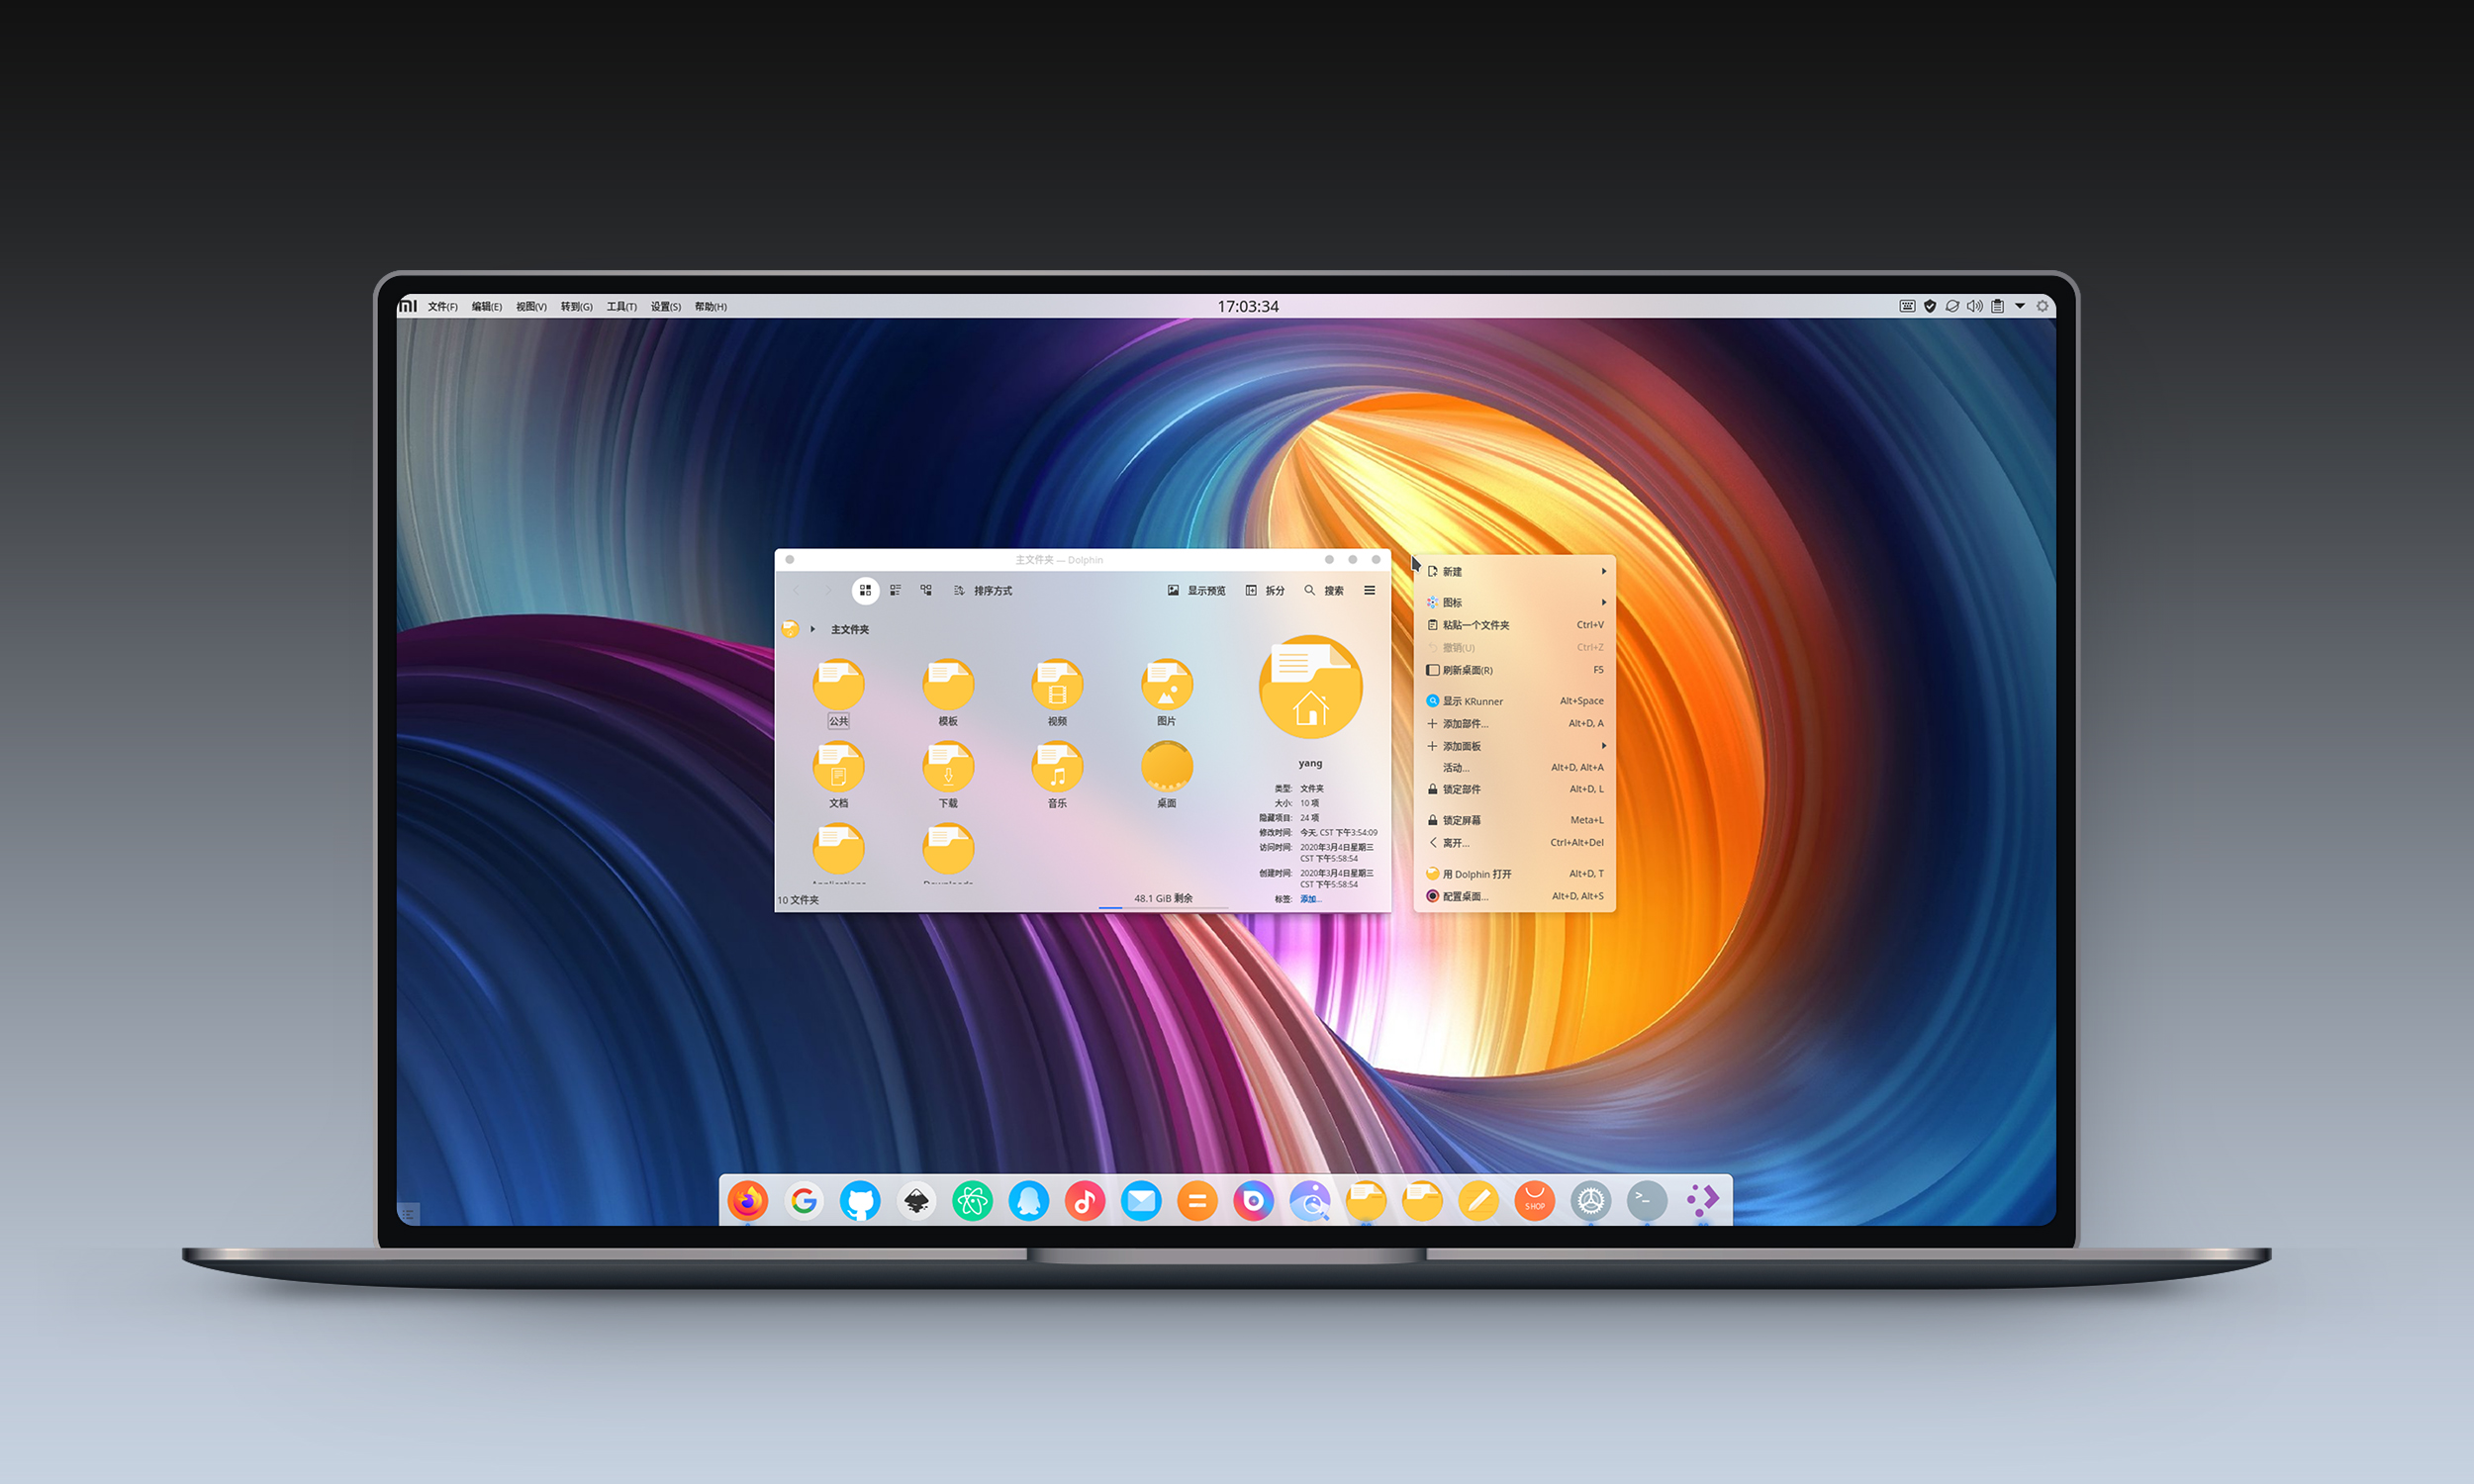 mi 文件(F) 编辑(E) 视图(V) 转到(G) 工具(T) 设置(S) 帮助(H) 17:03:34
主文件夹 — Dolphin
排序方式 显示预览 拆分 搜索
主文件夹
公共 模板 视频 图片
文档 下载 音乐 桌面
Applications Downloads
10 文件夹 48.1 GiB 剩余
yang
类型: 文件夹
大小: 10 项
隐藏项目: 24 项
修改时间: 今天, CST 下午3:54:09
访问时间: 2020年3月4日星期三
CST 下午5:58:54
创建时间: 2020年3月4日星期三
CST 下午5:58:54
标签: 添加...
新建
图标
粘贴一个文件夹 Ctrl+V
撤销(U) Ctrl+Z
刷新桌面(R) F5
显示 KRunner Alt+Space
添加部件... Alt+D, A
添加面板
活动... Alt+D, Alt+A
锁定部件 Alt+D, L
锁定屏幕 Meta+L
离开... Ctrl+Alt+Del
用 Dolphin 打开 Alt+D, T
配置桌面... Alt+D, Alt+S
SHOP